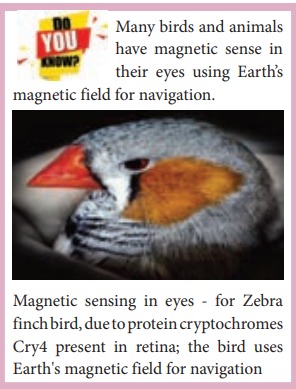 DO
YOU
KNOW?
Many birds and animals
have magnetic sense in
their eyes using Earth’s
magnetic field for navigation.
Magnetic sensing in eyes - for Zebra
finch bird, due to protein cryptochromes
Cry4 present in retina; the bird uses
Earth's magnetic field for navigation